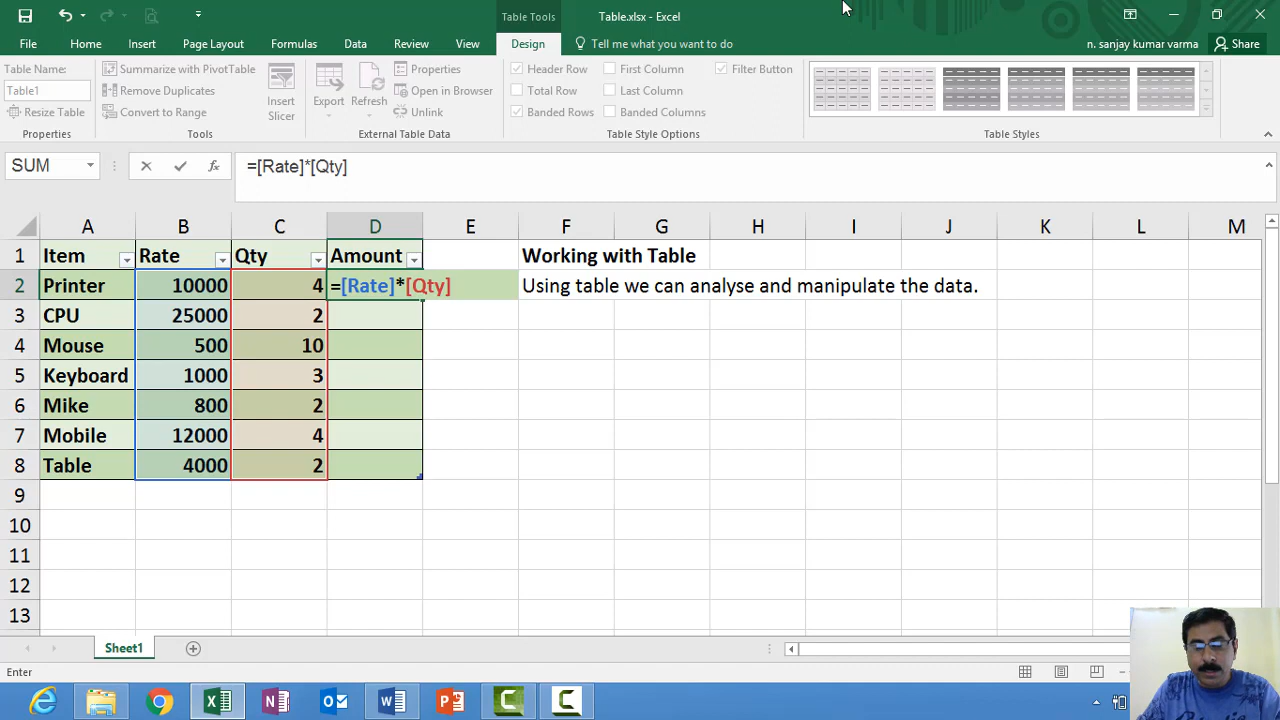 Table Tools
Table.xlsx - Excel
File Home Insert Page Layout Formulas Data Review View Design Tell me what you want to do n. sanjay kumar varma Share
Table Name:
Table1
Resize Table
Properties
Summarize with PivotTable
Remove Duplicates
Convert to Range
Tools
Insert
Slicer
Export
Refresh
Properties
Open in Browser
Unlink
External Table Data
Header Row First Column Filter Button
Total Row Last Column
Banded Rows Banded Columns
Table Style Options
Table Styles
SUM fx =[Rate]*[Qty]
A B C D E F G H I J K L M
1 Item Rate Qty Amount Working with Table
2 Printer 10000 4 =[Rate]*[Qty] Using table we can analyse and manipulate the data.
3 CPU 25000 2
4 Mouse 500 10
5 Keyboard 1000 3
6 Mike 800 2
7 Mobile 12000 4
8 Table 4000 2
9
10
11
12
13
Sheet1
Enter